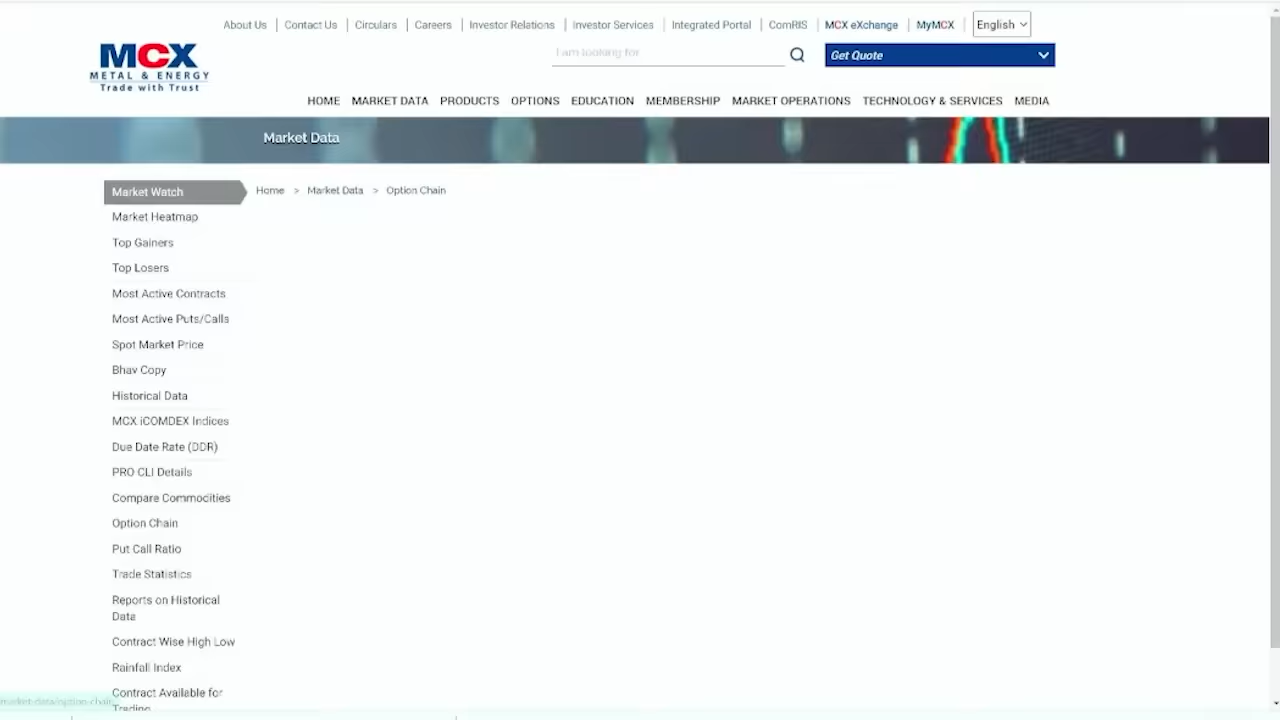 About Us | Contact Us | Circulars | Careers | Investor Relations | Investor Services | Integrated Portal | ComRIS | MCX eXchange | MyMCX | English
MCX
METAL & ENERGY
Trade with Trust
I am looking for
Get Quote
HOME MARKET DATA PRODUCTS OPTIONS EDUCATION MEMBERSHIP MARKET OPERATIONS TECHNOLOGY & SERVICES MEDIA
Market Data
Home > Market Data > Option Chain
Market Watch
Market Heatmap
Top Gainers
Top Losers
Most Active Contracts
Most Active Puts/Calls
Spot Market Price
Bhav Copy
Historical Data
MCX iCOMDEX Indices
Due Date Rate (DDR)
PRO CLI Details
Compare Commodities
Option Chain
Put Call Ratio
Trade Statistics
Reports on Historical
Data
Contract Wise High Low
Rainfall Index
Contract Available for
Trading
market-data/option-chain